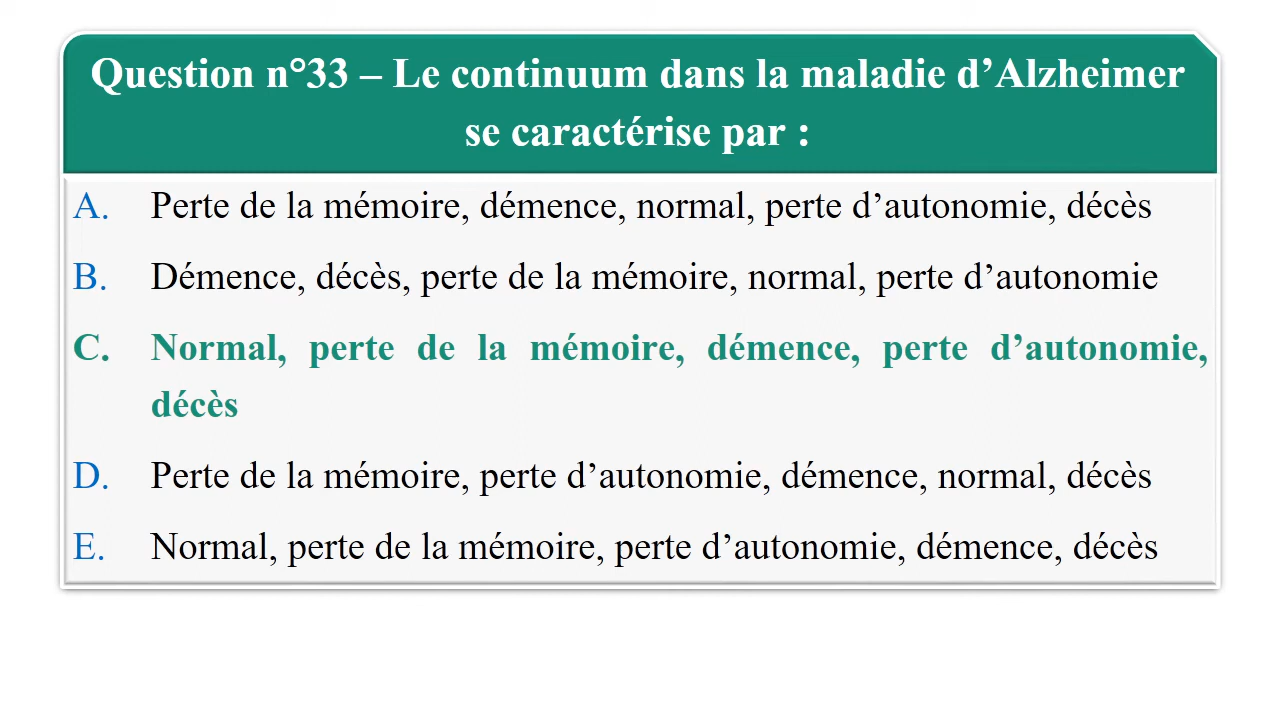 Question n°33 – Le continuum dans la maladie d’Alzheimer
se caractérise par :
A. Perte de la mémoire, démence, normal, perte d’autonomie, décès
B. Démence, décès, perte de la mémoire, normal, perte d’autonomie
C. Normal, perte de la mémoire, démence, perte d’autonomie,
décès
D. Perte de la mémoire, perte d’autonomie, démence, normal, décès
E. Normal, perte de la mémoire, perte d’autonomie, démence, décès